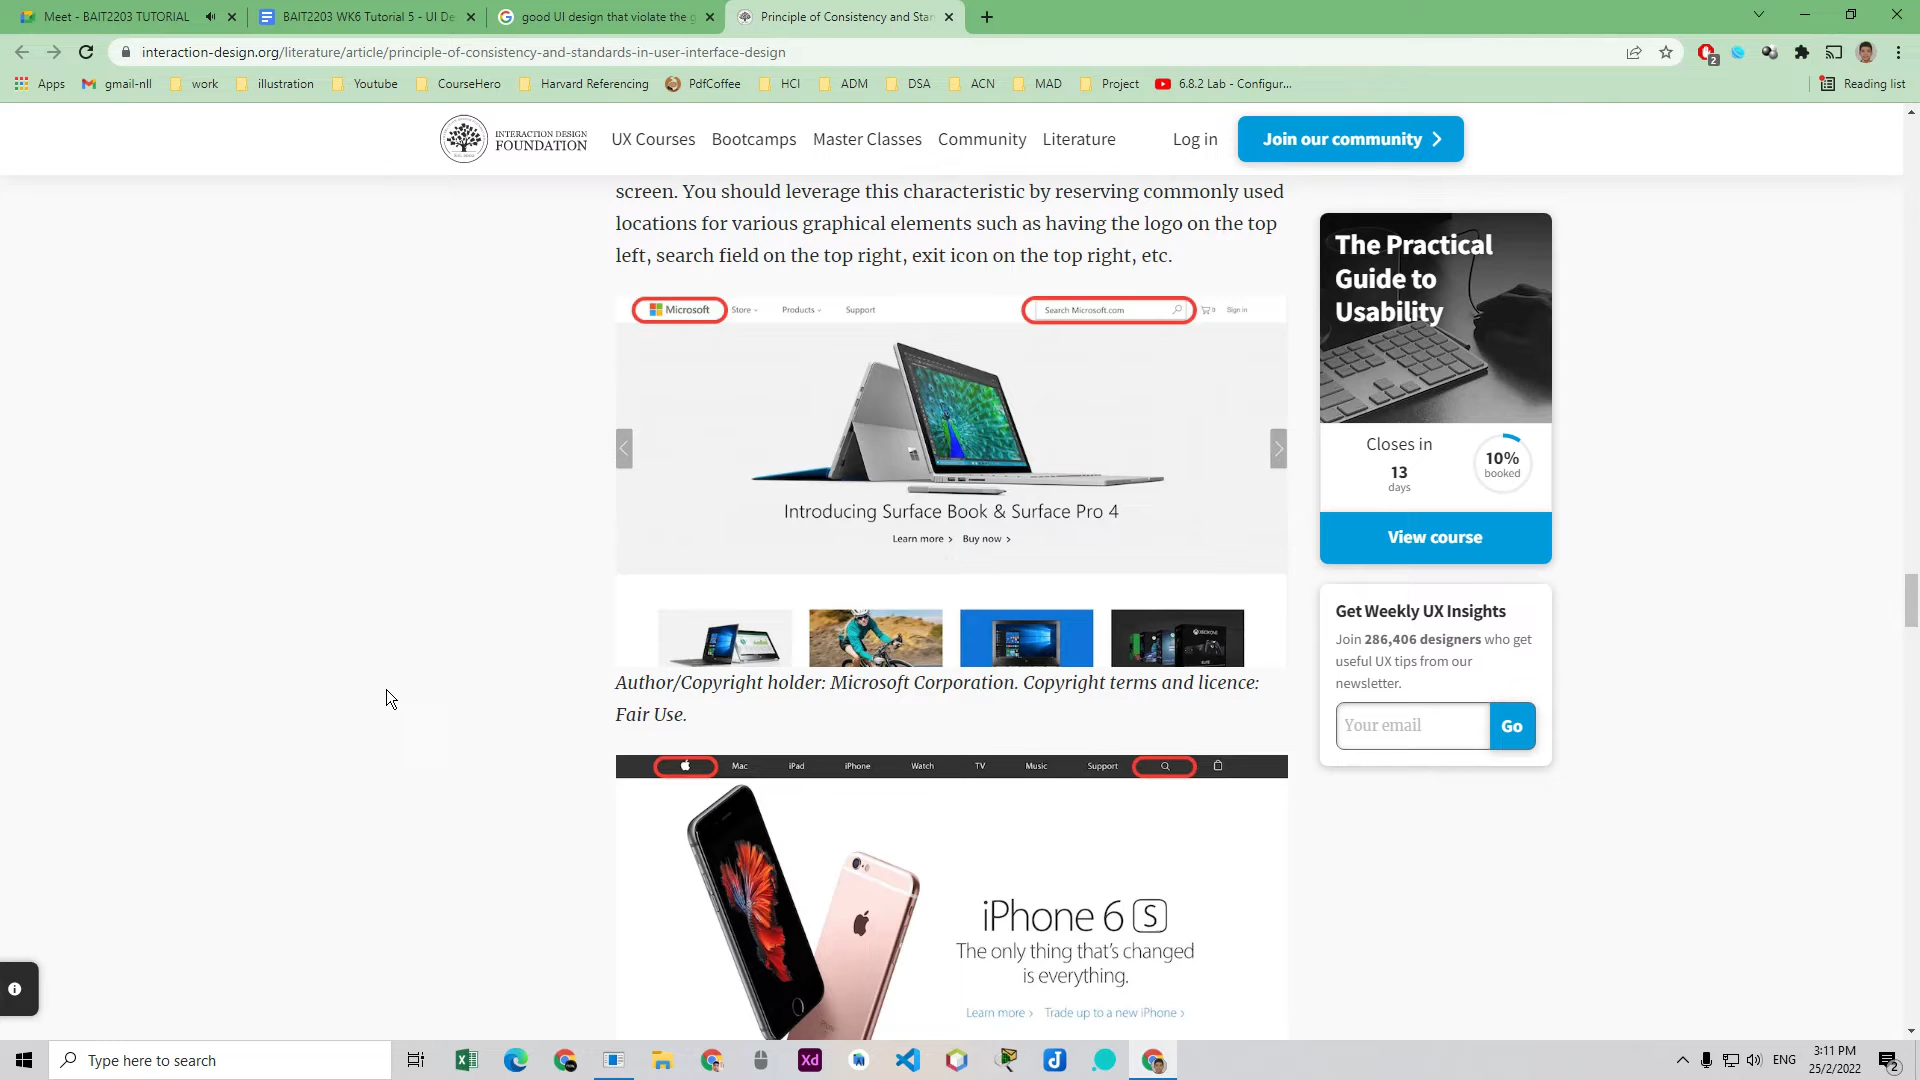 Meet - BAIT2203 TUTORIAL
BAIT2203 WK6 Tutorial 5 - UI De
good UI design that violate the g
Principle of Consistency and Stan
interaction-design.org/literature/article/principle-of-consistency-and-standards-in-user-interface-design
2
Apps
gmail-nll
work
illustration
Youtube
CourseHero
Harvard Referencing
PdfCoffee
HCI
ADM
DSA
ACN
MAD
Project
6.8.2 Lab - Configur...
Reading list
INTERACTION DESIGN
FOUNDATION
UX Courses
Bootcamps
Master Classes
Community
Literature
Log in
Join our community
screen. You should leverage this characteristic by reserving commonly used
locations for various graphical elements such as having the logo on the top
left, search field on the top right, exit icon on the top right, etc.
Microsoft
Store
Products
Support
Search Microsoft.com
0
Sign in
Introducing Surface Book & Surface Pro 4
Learn more >
Buy now >
Author/Copyright holder: Microsoft Corporation. Copyright terms and licence:
Fair Use.
Mac
iPad
iPhone
Watch
TV
Music
Support
iPhone 6 S
The only thing that's changed
is everything.
Learn more >
Trade up to a new iPhone >
The Practical
Guide to
Usability
Closes in
13
days
10%
booked
View course
Get Weekly UX Insights
Join 286,406 designers who get
useful UX tips from our
newsletter.
Your email
Go
Type here to search
Xd
ENG
3:11 PM
25/2/2022
2